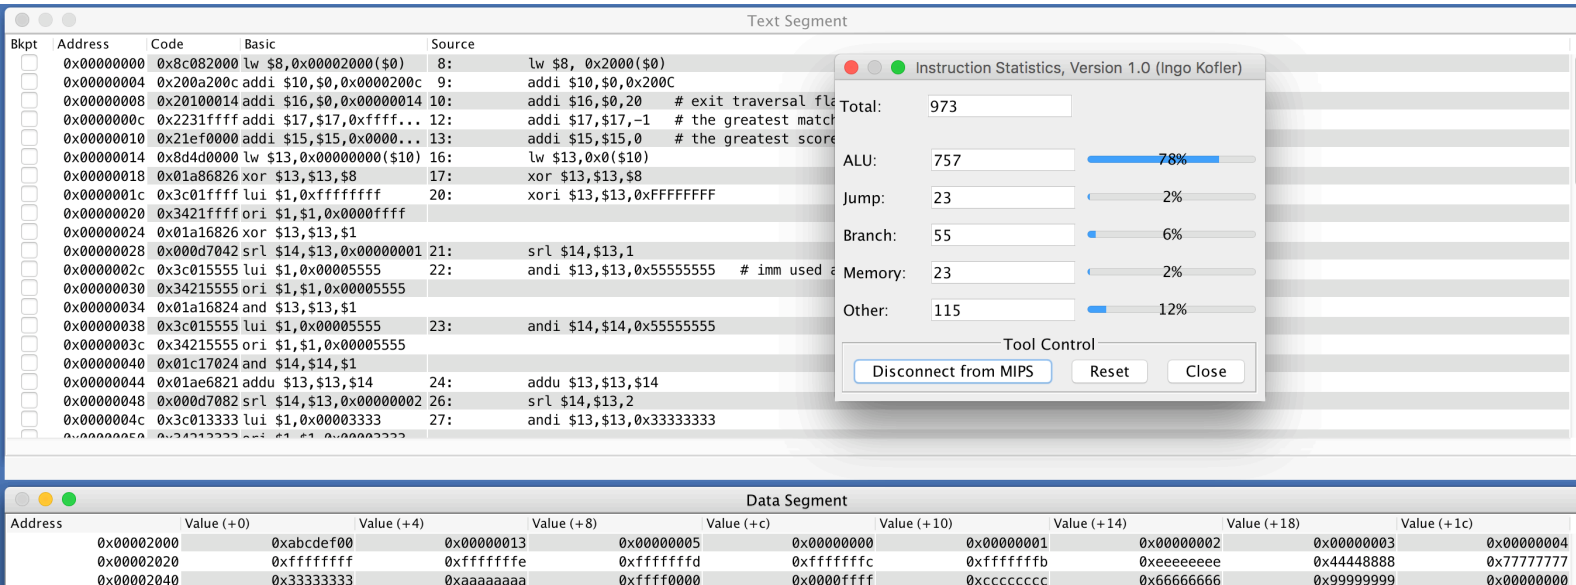 Text Segment
Bkpt Address Code Basic Source
0x00000000 0x8c082000 lw $8,0x00002000($0) 8: lw $8, 0x2000($0)
0x00000004 0x200a200c addi $10,$0,0x0000200c 9: addi $10,$0,0x200C
0x00000008 0x20100014 addi $16,$0,0x00000014 10: addi $16,$0,20 # exit traversal fla
0x0000000c 0x2231ffff addi $17,$17,0xffff... 12: addi $17,$17,-1 # the greatest match
0x00000010 0x21ef0000 addi $15,$15,0x0000... 13: addi $15,$15,0 # the greatest score
0x00000014 0x8d4d0000 lw $13,0x00000000($10) 16: lw $13,0x0($10)
0x00000018 0x01a86826 xor $13,$13,$8 17: xor $13,$13,$8
0x0000001c 0x3c01ffff lui $1,0xffffffff 20: xori $13,$13,0xFFFFFFFF
0x00000020 0x3421ffff ori $1,$1,0x0000ffff
0x00000024 0x01a16826 xor $13,$13,$1
0x00000028 0x000d7042 srl $14,$13,0x00000001 21: srl $14,$13,1
0x0000002c 0x3c015555 lui $1,0x00005555 22: andi $13,$13,0x55555555 # imm used a
0x00000030 0x34215555 ori $1,$1,0x00005555
0x00000034 0x01a16824 and $13,$13,$1
0x00000038 0x3c015555 lui $1,0x00005555 23: andi $14,$14,0x55555555
0x0000003c 0x34215555 ori $1,$1,0x00005555
0x00000040 0x01c17024 and $14,$14,$1
0x00000044 0x01ae6821 addu $13,$13,$14 24: addu $13,$13,$14
0x00000048 0x000d7082 srl $14,$13,0x00000002 26: srl $14,$13,2
0x0000004c 0x3c013333 lui $1,0x00003333 27: andi $13,$13,0x33333333
0x00000050 0x34213333 ori $1,$1,0x00003333
Instruction Statistics, Version 1.0 (Ingo Kofler)
Total: 973
ALU: 757 78%
Jump: 23 2%
Branch: 55 6%
Memory: 23 2%
Other: 115 12%
Tool Control
Disconnect from MIPS Reset Close
Data Segment
Address Value (+0) Value (+4) Value (+8) Value (+c) Value (+10) Value (+14) Value (+18) Value (+1c)
0x00002000 0xabcdef00 0x00000013 0x00000005 0x00000000 0x00000001 0x00000002 0x00000003 0x00000004
0x00002020 0xffffffff 0xfffffffe 0xfffffffd 0xfffffffc 0xfffffffb 0xeeeeeeee 0x44448888 0x77777777
0x00002040 0x33333333 0xaaaaaaaa 0xffff0000 0x0000ffff 0xcccccccc 0x66666666 0x99999999 0x00000000